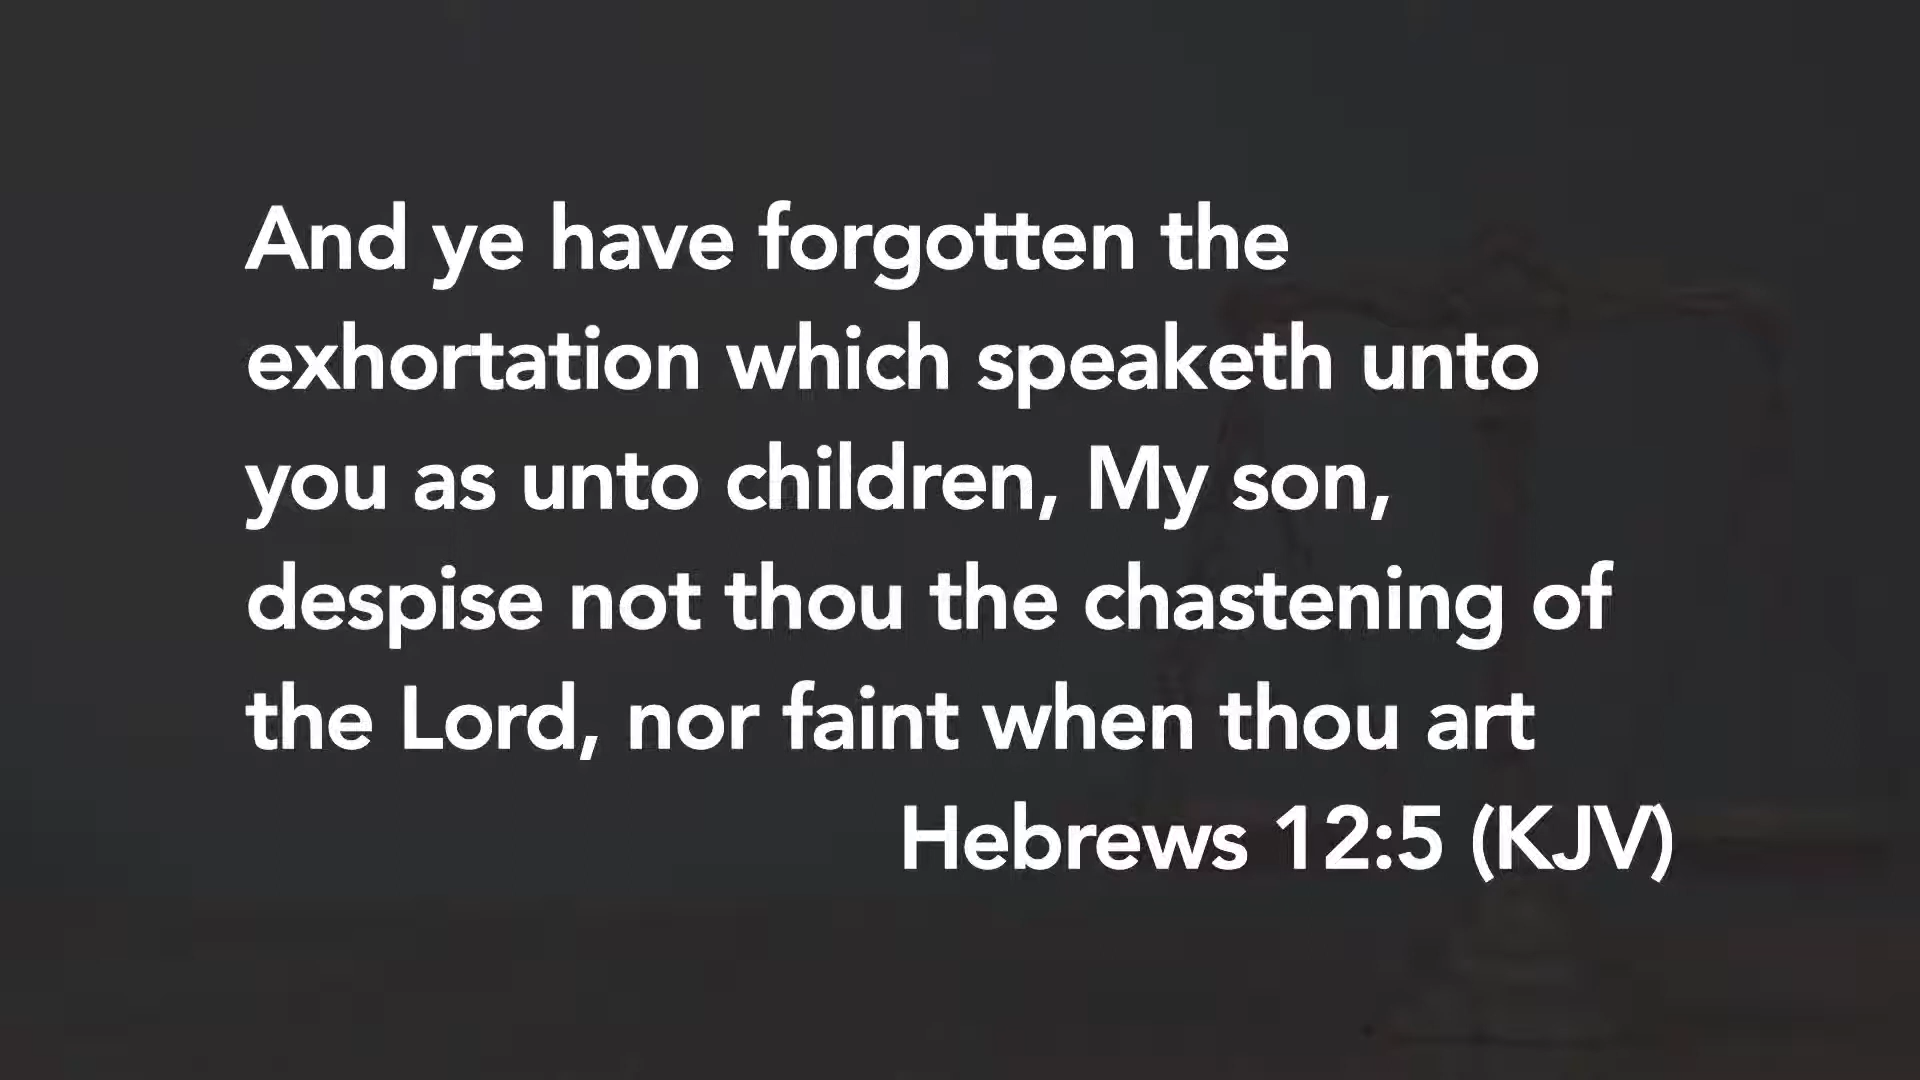 And ye have forgotten the
exhortation which speaketh unto
you as unto children, My son,
despise not thou the chastening of
the Lord, nor faint when thou art
Hebrews 12:5 (KJV)